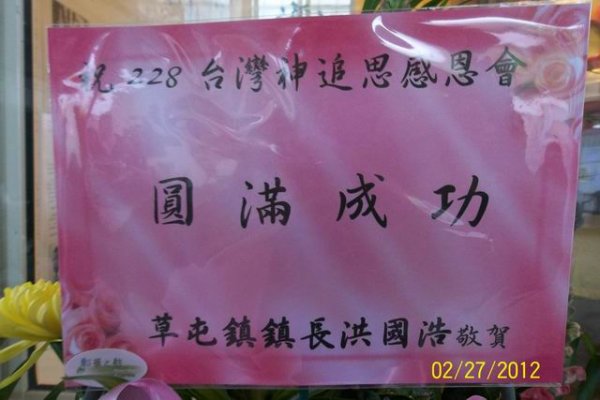 祝 228 台灣神追思感恩會
圓滿成功
草屯鎮鎮長洪國浩敬賀
02/27/2012